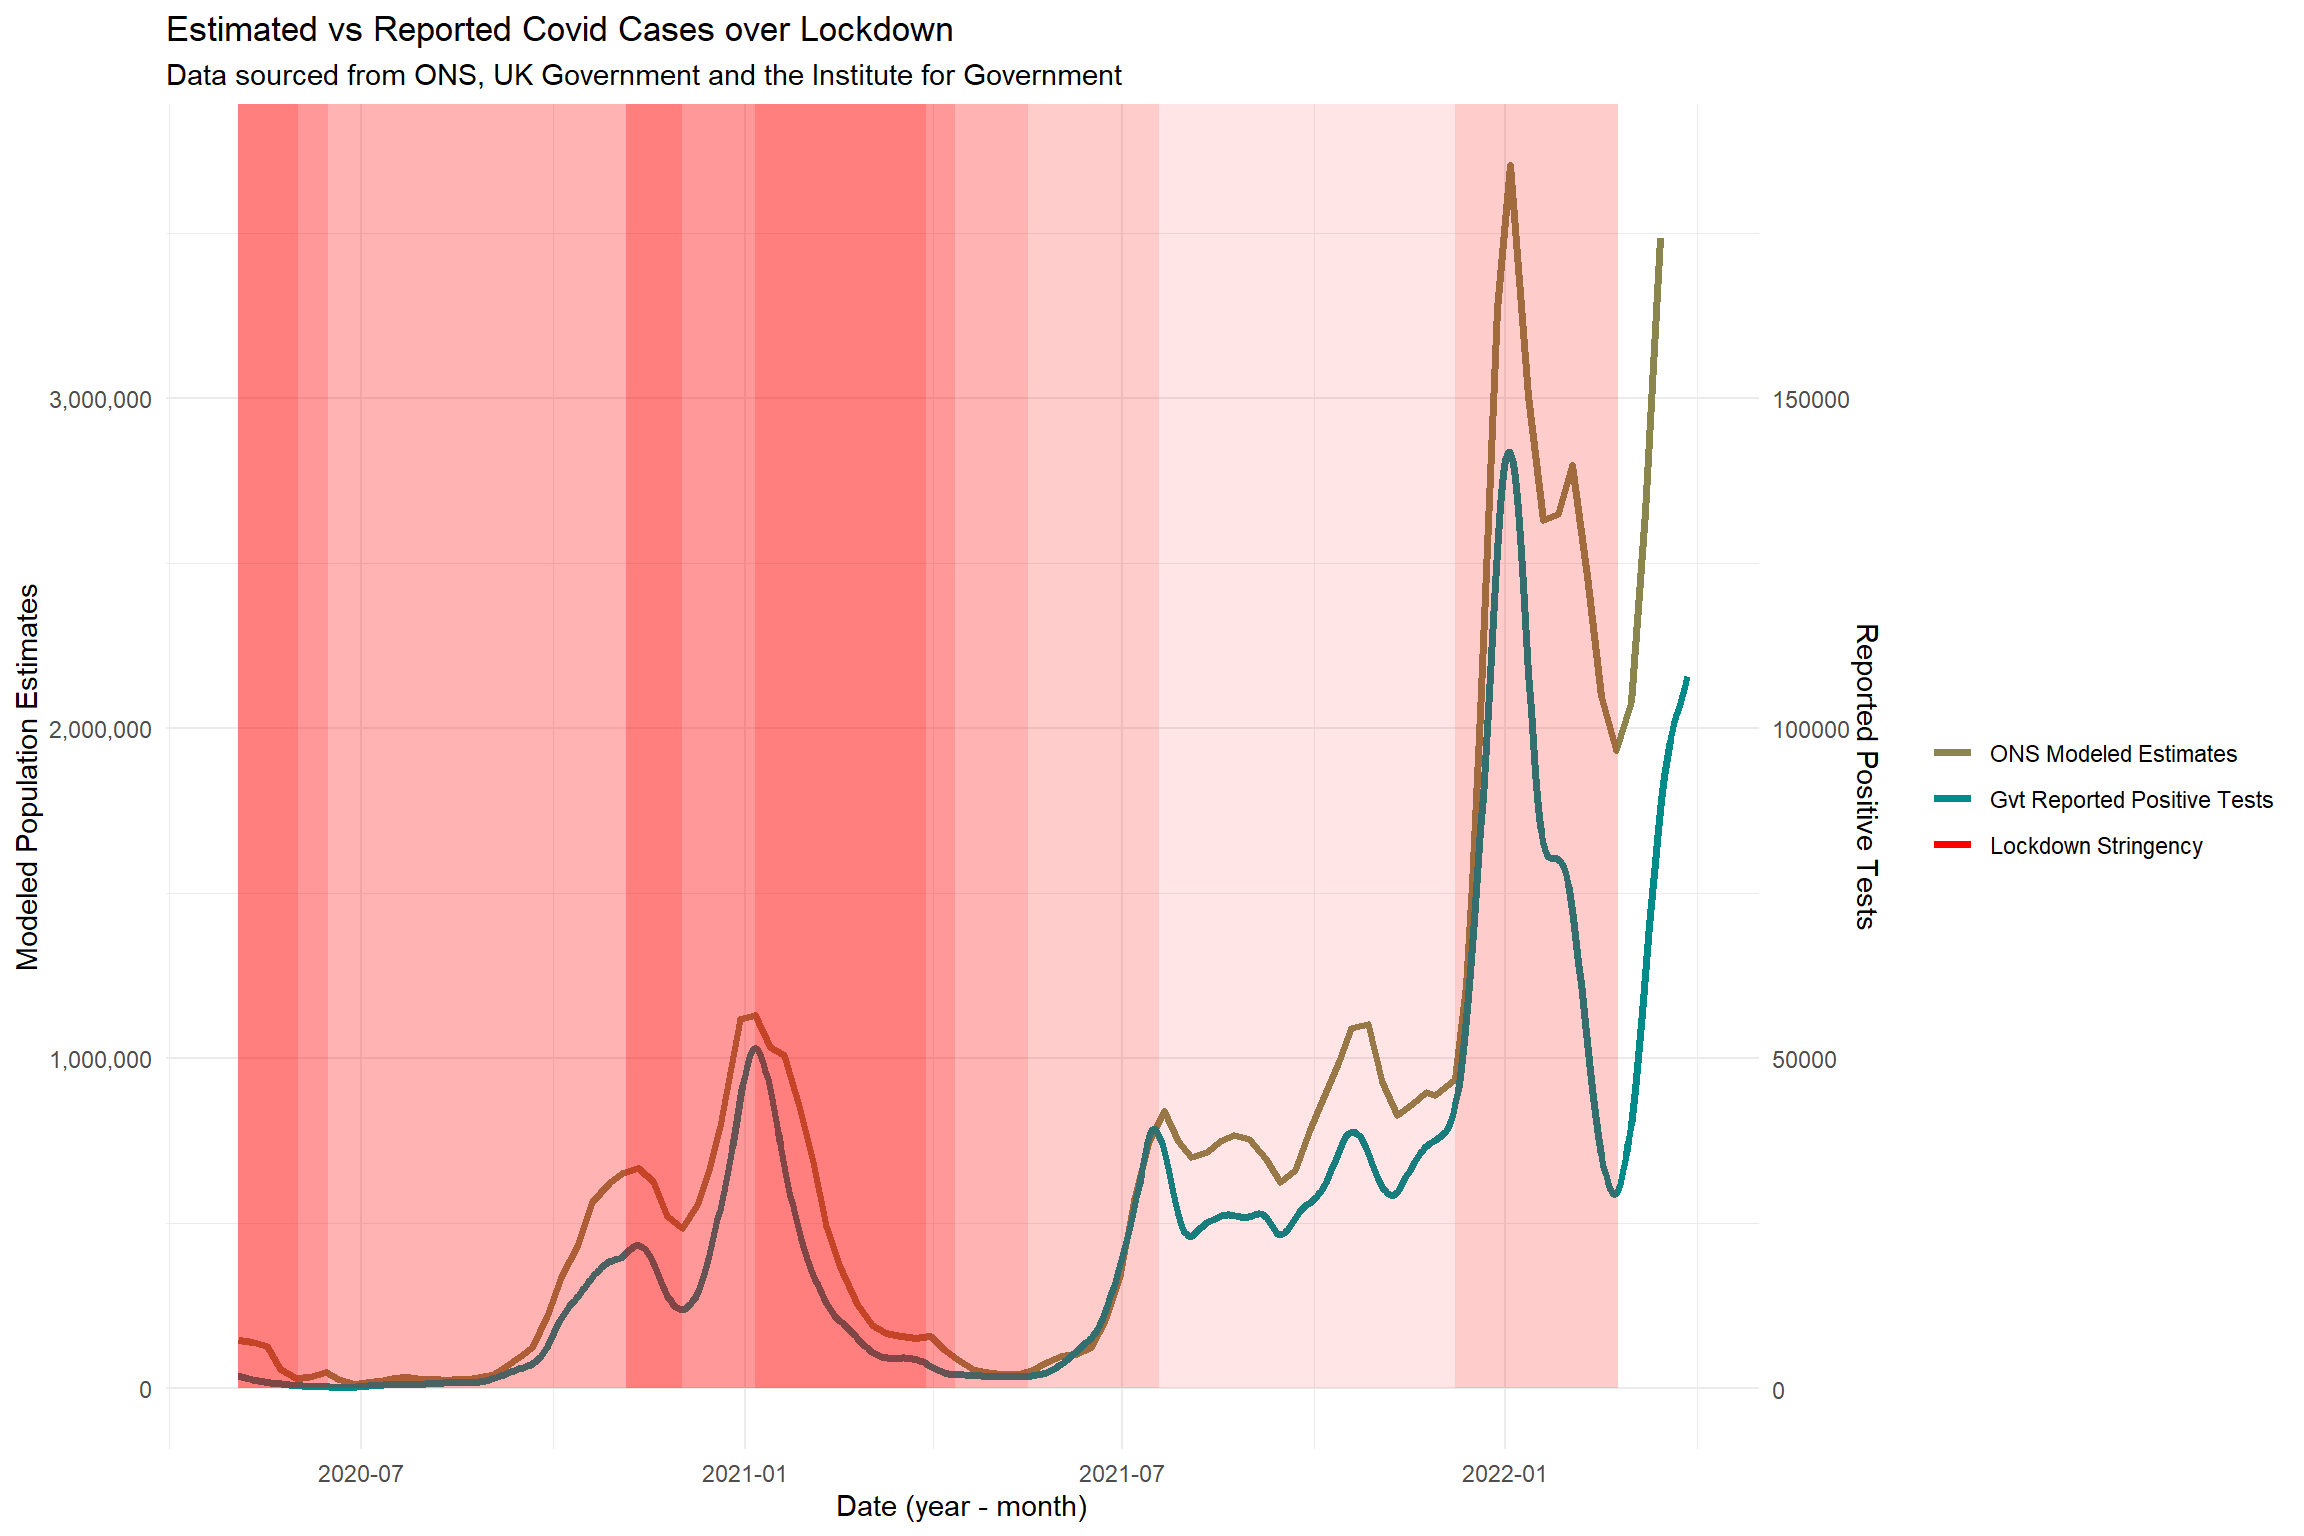 Estimated vs Reported Covid Cases over Lockdown
Data sourced from ONS, UK Government and the Institute for Government
Modeled Population Estimates
3,000,000
2,000,000
1,000,000
0
150000
100000
50000
0
Reported Positive Tests
2020-07
2021-01
2021-07
2022-01
Date (year - month)
ONS Modeled Estimates
Gvt Reported Positive Tests
Lockdown Stringency